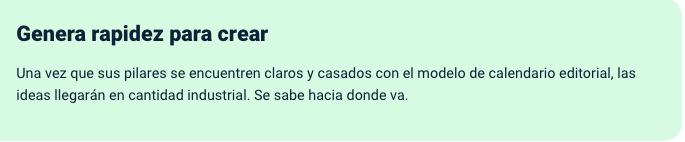 Genera rapidez para crear
Una vez que sus pilares se encuentren claros y casados con el modelo de calendario editorial, las
ideas llegarán en cantidad industrial. Se sabe hacia donde va.